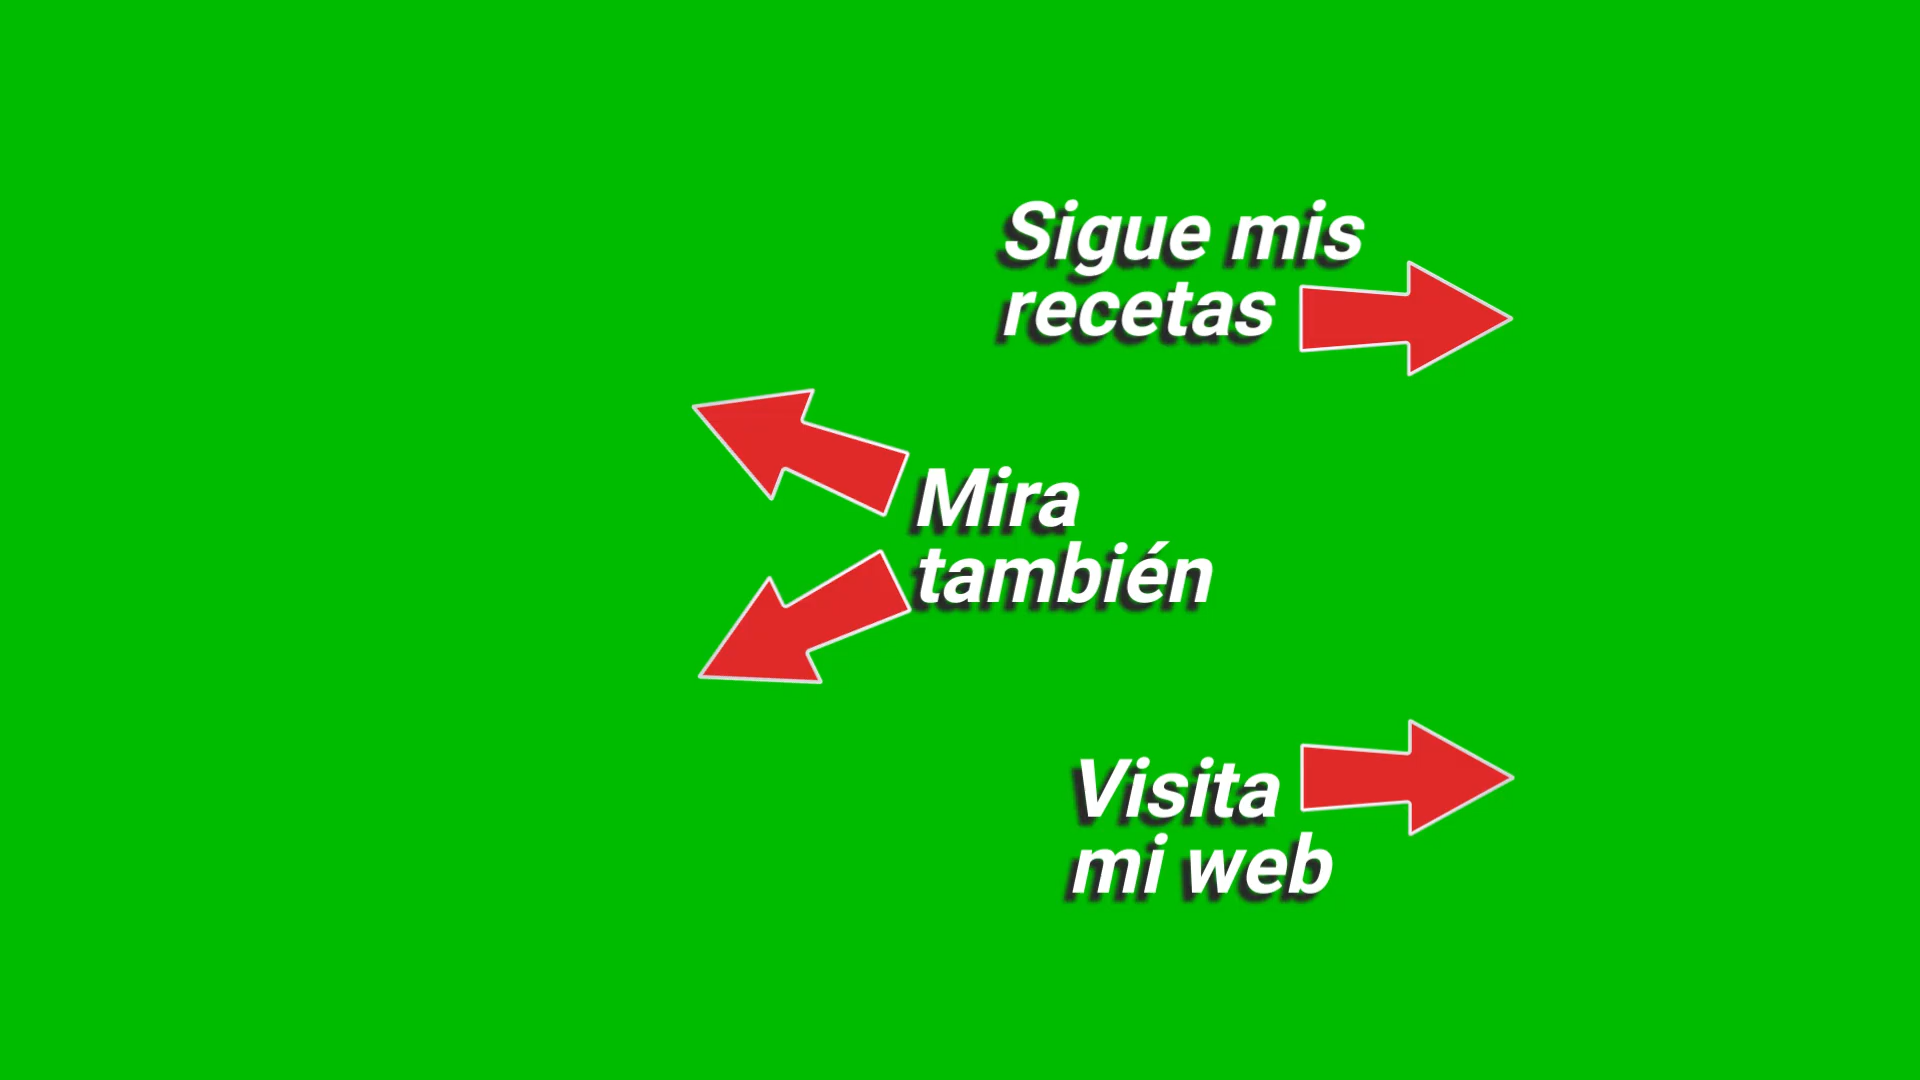 Sigue mis
recetas
Mira
también
Visita
mi web